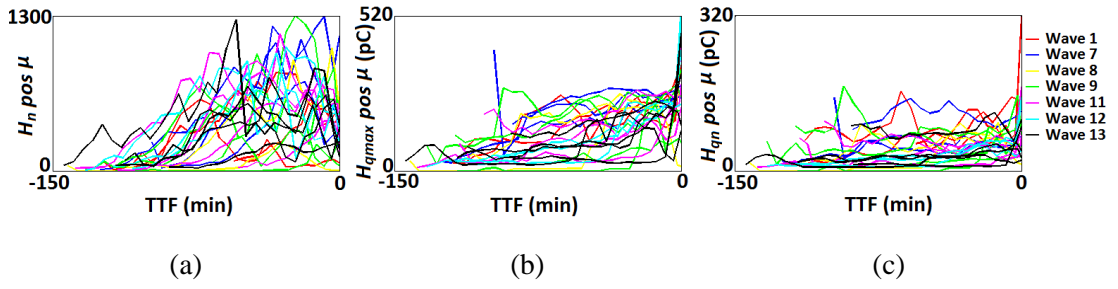 1300
H_n pos μ
0
-150
0
TTF (min)
(a)
520
H_qmax pos μ (pC)
0
-150
0
TTF (min)
(b)
320
H_qn pos μ (pC)
0
-150
0
TTF (min)
(c)
Wave 1
Wave 7
Wave 8
Wave 9
Wave 11
Wave 12
Wave 13